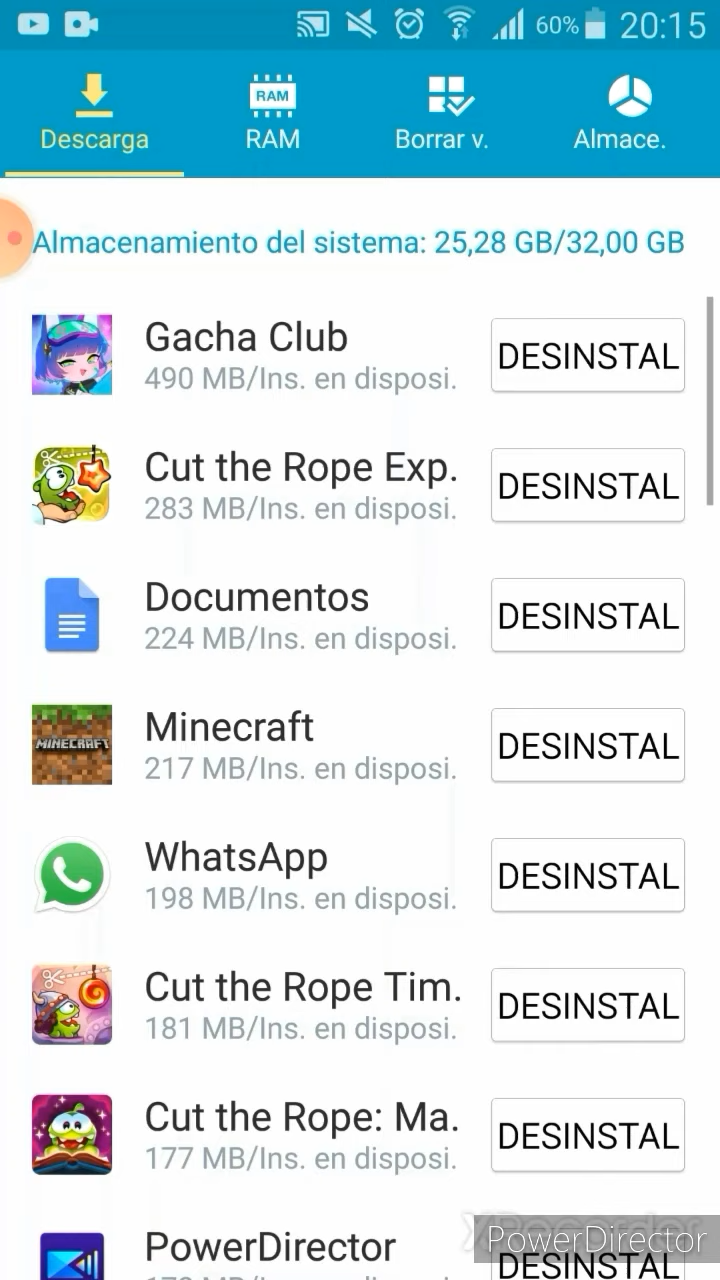 60% 20:15
Descarga
RAM
RAM
Borrar v.
Almace.
Almacenamiento del sistema: 25,28 GB/32,00 GB
Gacha Club
490 MB/Ins. en disposi.
DESINSTAL
Cut the Rope Exp.
283 MB/Ins. en disposi.
DESINSTAL
Documentos
224 MB/Ins. en disposi.
DESINSTAL
MINECRAFT
Minecraft
217 MB/Ins. en disposi.
DESINSTAL
WhatsApp
198 MB/Ins. en disposi.
DESINSTAL
Cut the Rope Tim.
181 MB/Ins. en disposi.
DESINSTAL
Cut the Rope: Ma.
177 MB/Ins. en disposi.
DESINSTAL
PowerDirector
DESINSTAL
PowerDirector